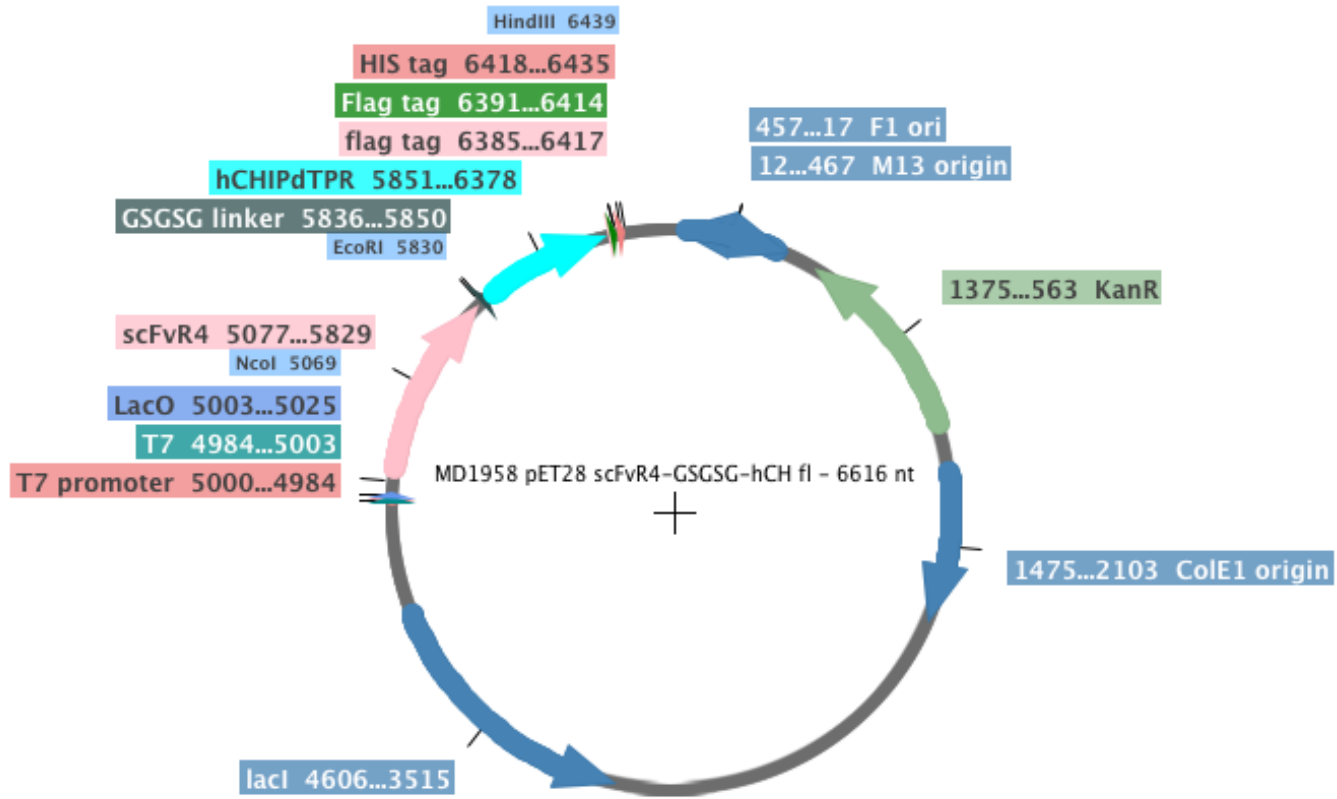 HindIII 6439
HIS tag 6418...6435
Flag tag 6391...6414
flag tag 6385...6417
hCHIPdTPR 5851...6378
GSGSG linker 5836...5850
EcoRI 5830
scFvR4 5077...5829
NcoI 5069
LacO 5003...5025
T7 4984...5003
T7 promoter 5000...4984
457...17 F1 ori
12...467 M13 origin
1375...563 KanR
MD1958 pET28 scFvR4-GSGSG-hCH fl - 6616 nt
1475...2103 ColE1 origin
lacI 4606...3515